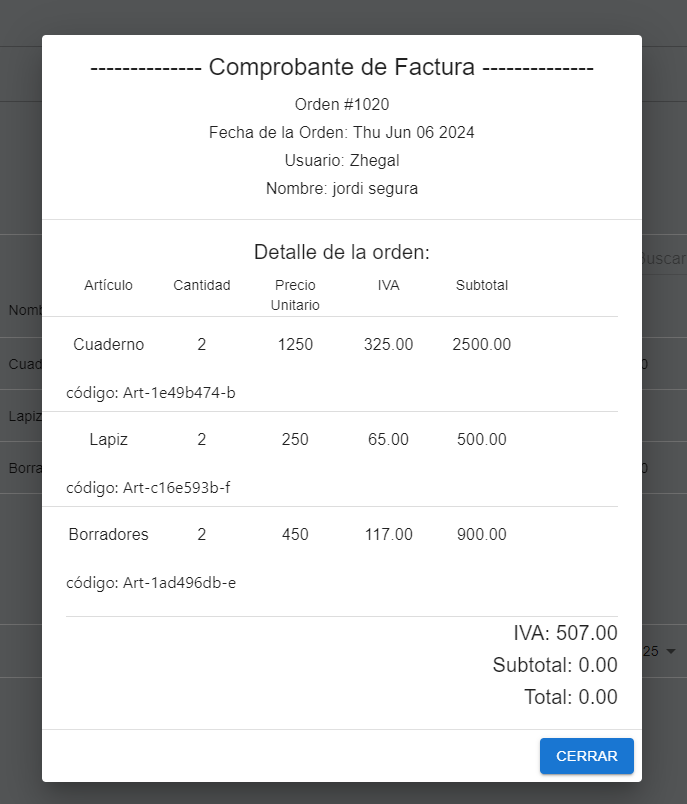 -------------- Comprobante de Factura --------------
Orden #1020
Fecha de la Orden: Thu Jun 06 2024
Usuario: Zhegal
Nombre: jordi segura
Buscar
Detalle de la orden:
Artículo Cantidad Precio Unitario IVA Subtotal
Nomb
Cuaderno 2 1250 325.00 2500.00
Cuad 0
código: Art-1e49b474-b
Lapiz
Lapiz 2 250 65.00 500.00
Borra 0
código: Art-c16e593b-f
Borradores 2 450 117.00 900.00
código: Art-1ad496db-e
IVA: 507.00
25
Subtotal: 0.00
Total: 0.00
CERRAR